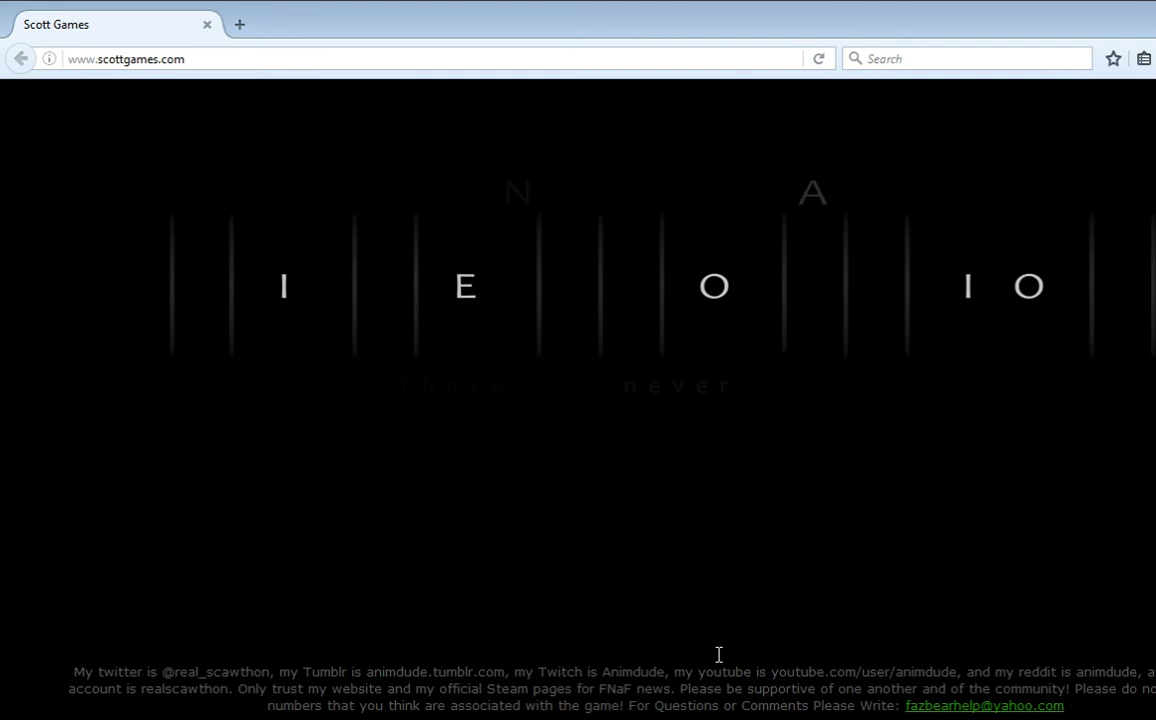 Scott Games
www.scottgames.com
Search
N A
I E O I O
There never
My twitter is @real_scawthon, my Tumblr is animdude.tumblr.com, my Twitch is Animdude, my youtube is youtube.com/user/animdude, and my reddit is animdude, a
account is realscawthon. Only trust my website and my official Steam pages for FNaF news. Please be supportive of one another and of the community! Please do no
numbers that you think are associated with the game! For Questions or Comments Please Write: fazbearhelp@yahoo.com